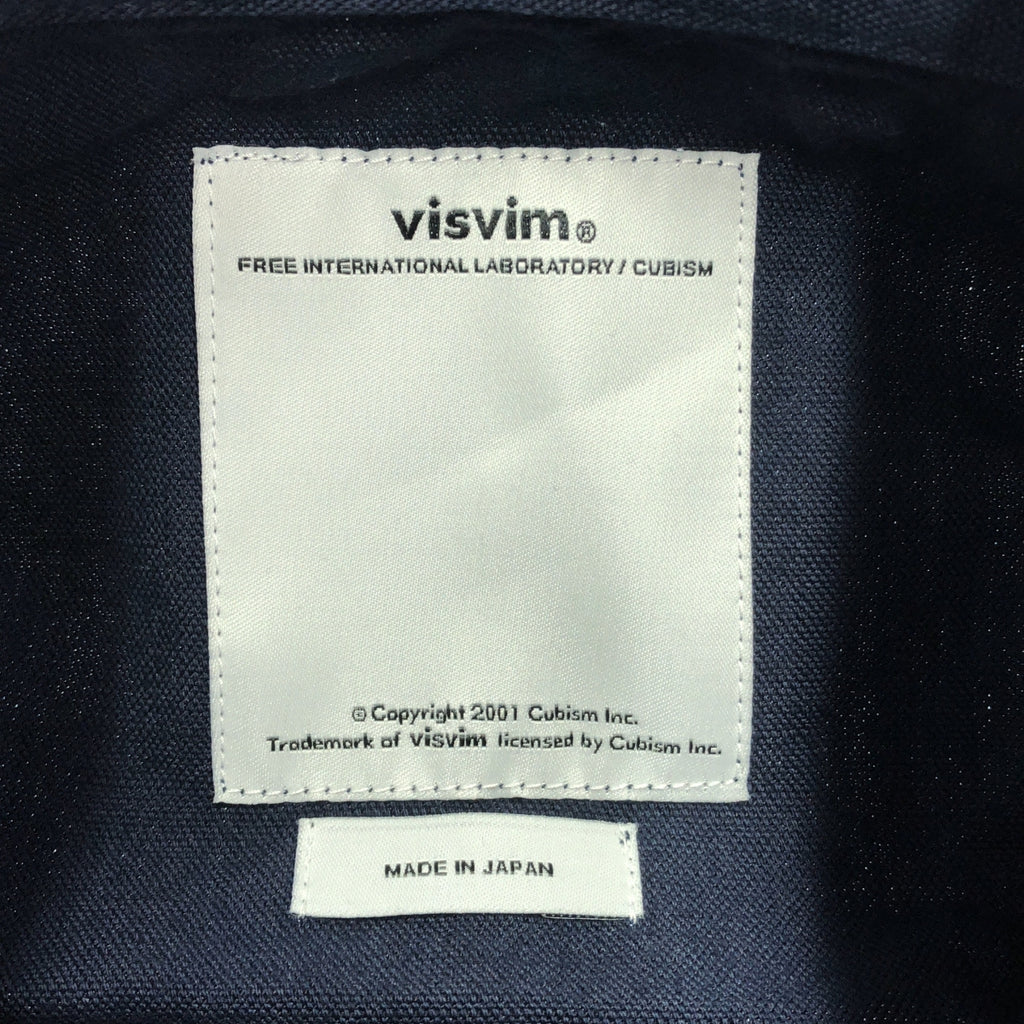 visvim®
FREE INTERNATIONAL LABORATORY / CUBISM
© Copyright 2001 Cubism Inc.
Trademark of visvim licensed by Cubism Inc.
MADE IN JAPAN